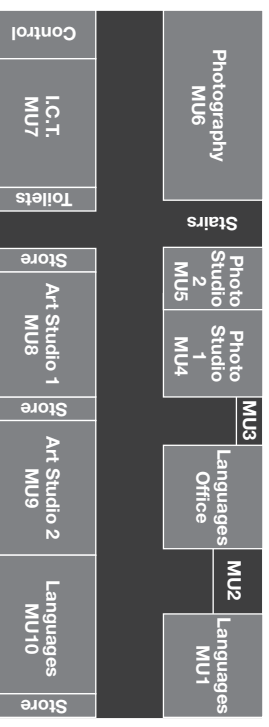 Control
I.C.T.
MU7
Toilets
Store
Art Studio 1
MU8
Store
Art Studio 2
MU9
Languages
MU10
Store
Photography
MU6
Stairs
Photo
Studio
2
MU5
Photo
Studio
1
MU4
MU3
Languages
Office
MU2
Languages
MU1